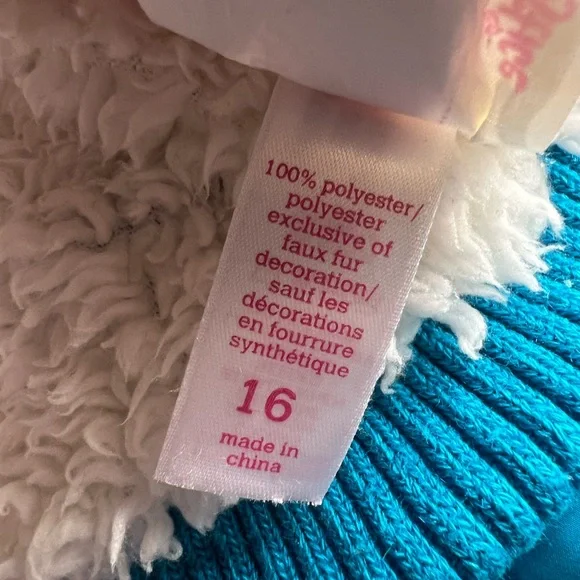 100% polyester/
polyester
exclusive of
faux fur
decoration/
sauf les
décorations
en fourrure
synthétique
16
made in
china